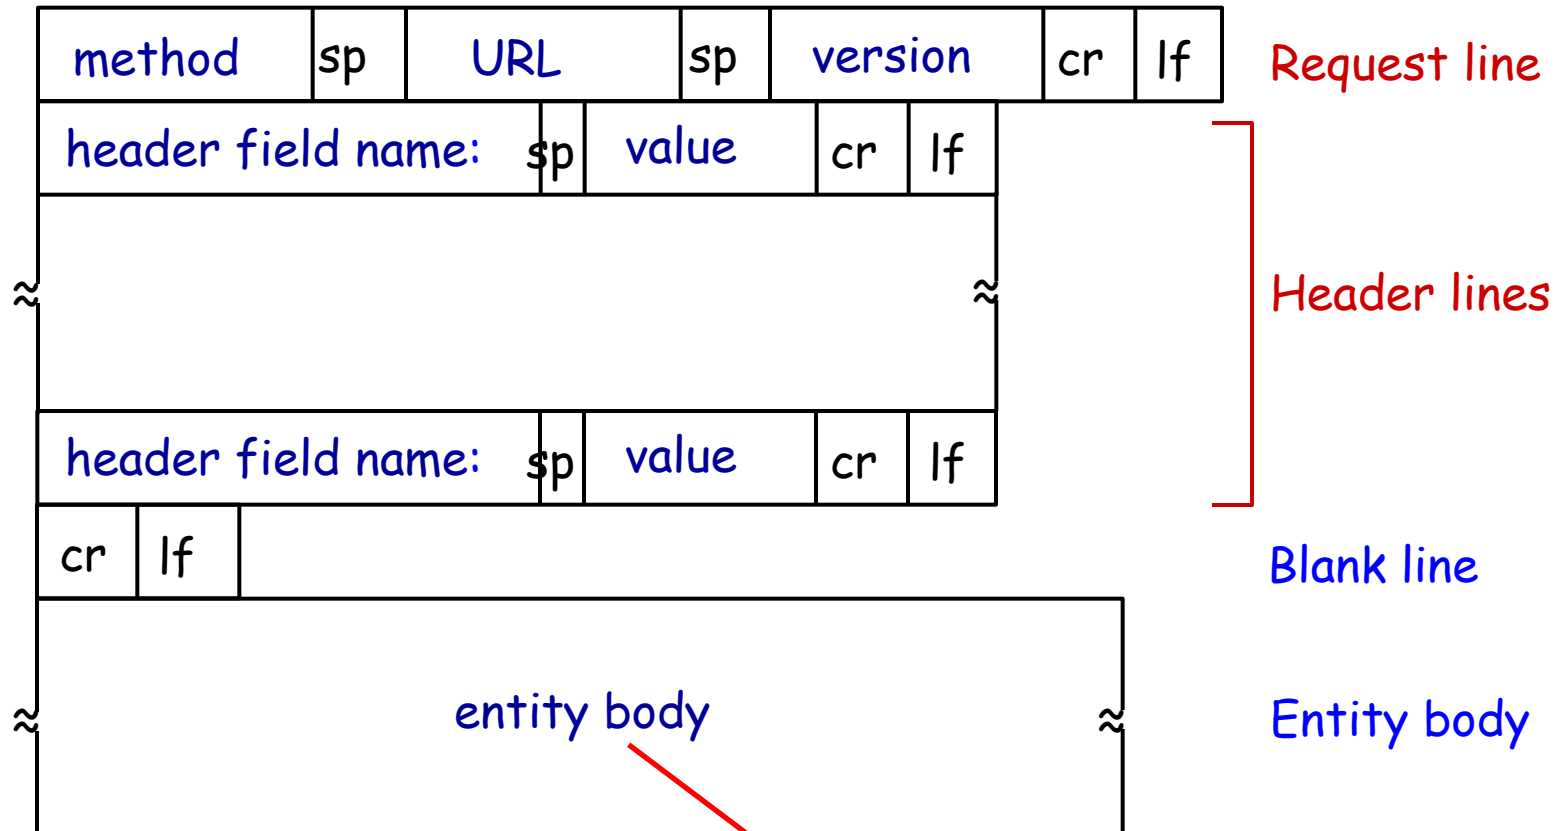 method sp URL sp version cr lf Request line
header field name: sp value cr lf
Header lines
header field name: sp value cr lf
cr lf
Blank line
entity body Entity body